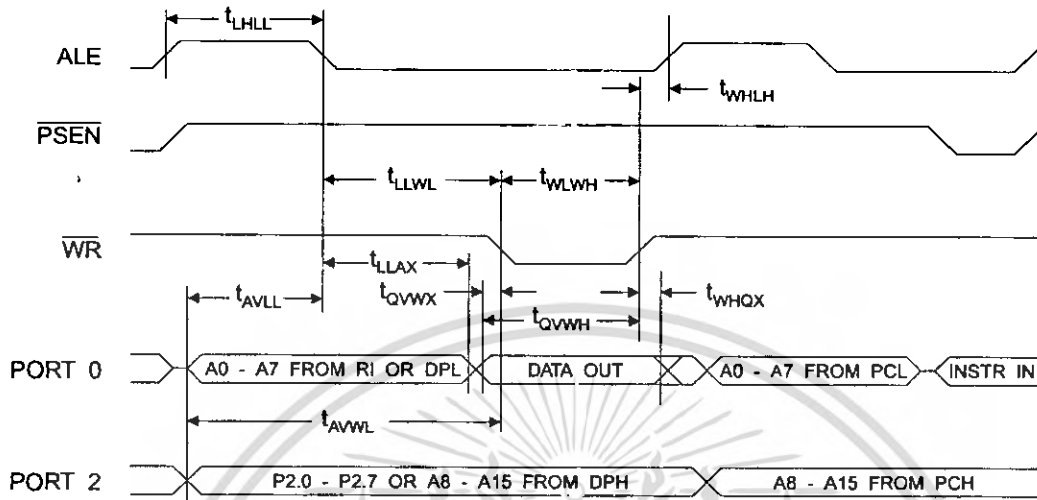 tLHLL
ALE
tWHLH
PSEN
tLLWL
tWLWH
WR
tLLAX
tAVLL
tQVWX
tWHQX
tQVWH
PORT 0
A0 - A7 FROM RI OR DPL
DATA OUT
A0 - A7 FROM PCL
INSTR IN
tAVWL
PORT 2
P2.0 - P2.7 OR A8 - A15 FROM DPH
A8 - A15 FROM PCH